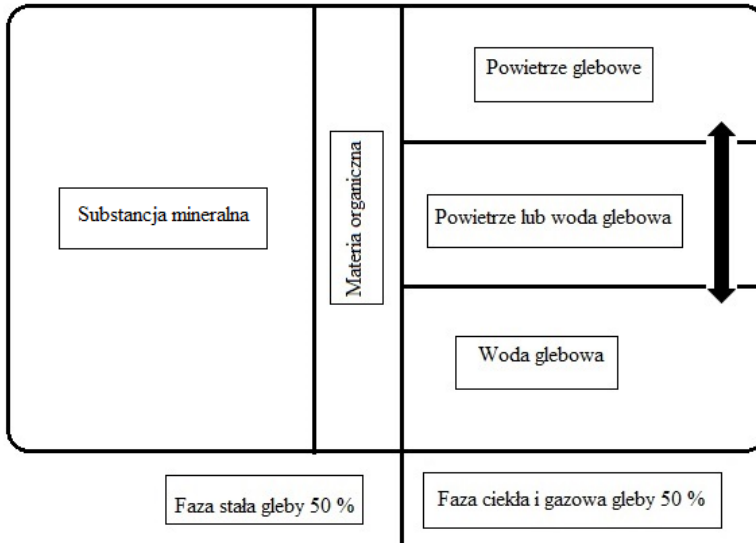 Powietrze glebowe
Substancja mineralna
Materia organiczna
Powietrze lub woda glebowa
Woda glebowa
Faza stała gleby 50 %
Faza ciekła i gazowa gleby 50 %